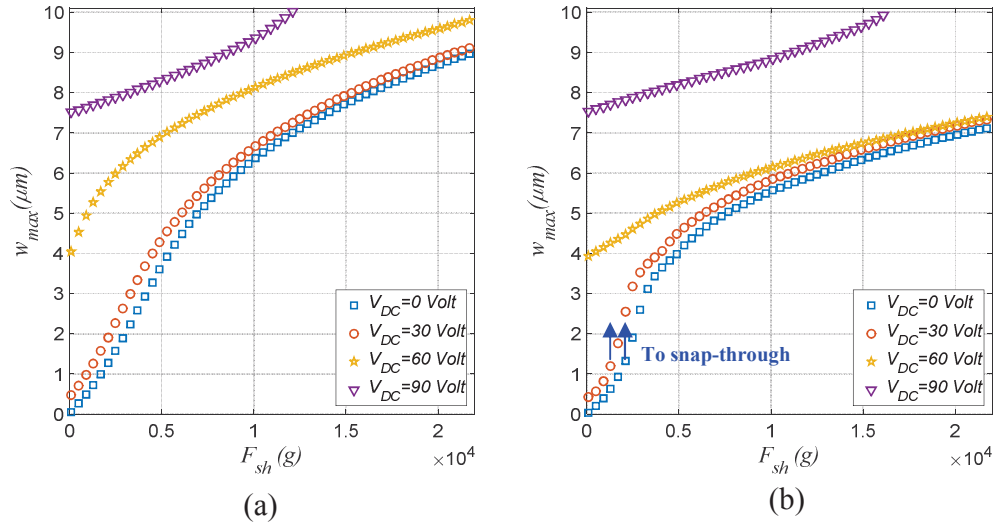 10
9
8
7
6
5
4
3
2
1
0
w_max(μm)
V_DC=0 Volt
V_DC=30 Volt
V_DC=60 Volt
V_DC=90 Volt
0 0.5 1 1.5 2
×10^4
F_sh (g)
(a)
10
9
8
7
6
5
4
3
2
1
0
w_max(μm)
To snap-through
V_DC=0 Volt
V_DC=30 Volt
V_DC=60 Volt
V_DC=90 Volt
0 0.5 1 1.5 2
×10^4
F_sh (g)
(b)